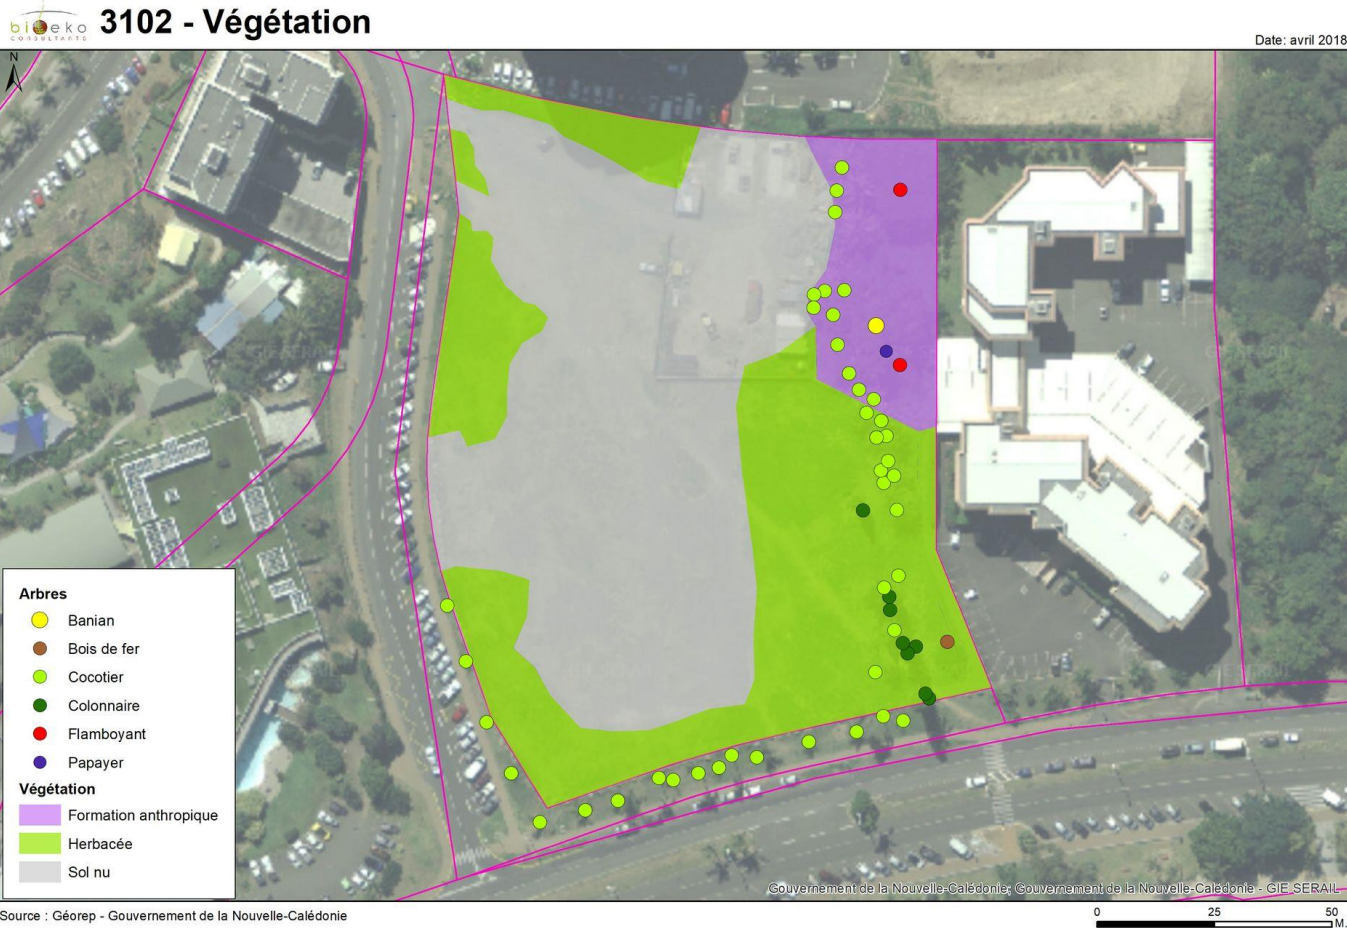 bioeko
CONSULTANTS
3102 - Végétation
Date: avril 2018
N
Arbres
Banian
Bois de fer
Cocotier
Colonnaire
Flamboyant
Papayer
Végétation
Formation anthropique
Herbacée
Sol nu
Gouvernement de la Nouvelle-Calédonie; Gouvernement de la Nouvelle-Calédonie - GIE SERAIL
Source : Géorep - Gouvernement de la Nouvelle-Calédonie
0 25 50
M.